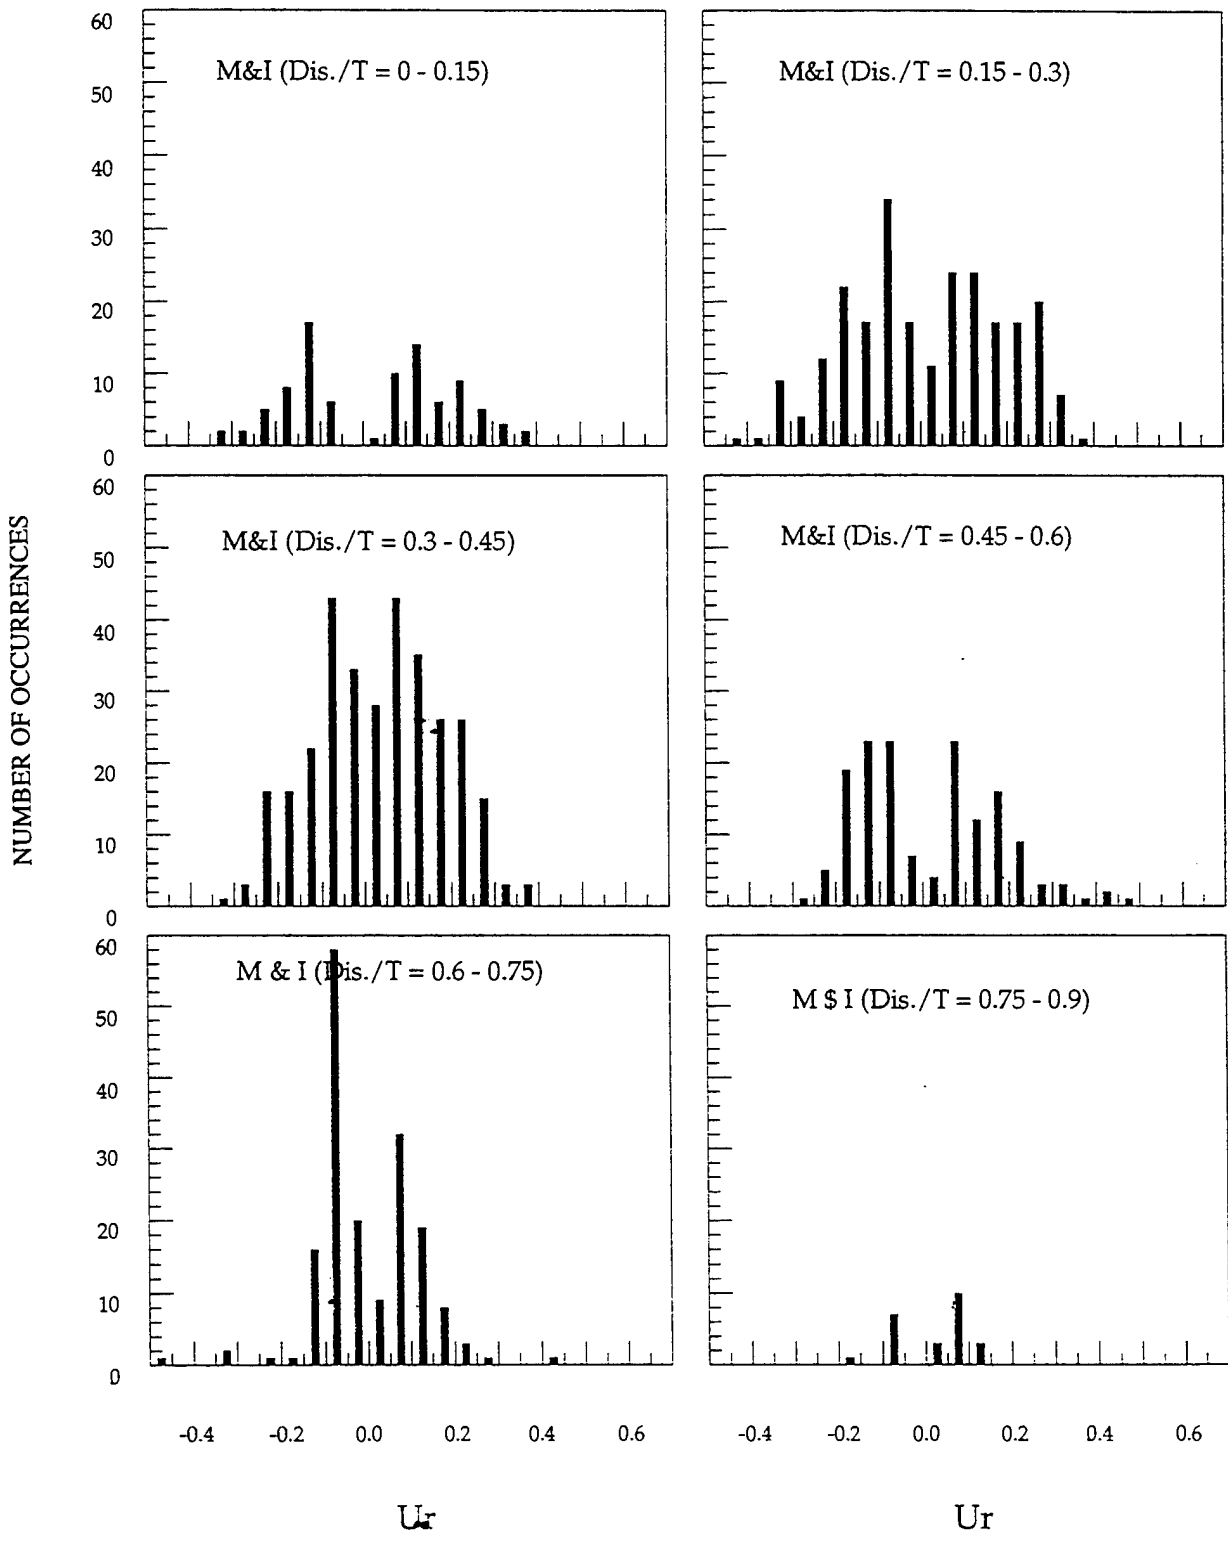 NUMBER OF OCCURRENCES
60
50
40
30
20
10
0
M&I (Dis./T = 0 - 0.15)
M&I (Dis./T = 0.15 - 0.3)
60
50
40
30
20
10
0
M&I (Dis./T = 0.3 - 0.45)
M&I (Dis./T = 0.45 - 0.6)
60
50
40
30
20
10
0
M & I (Dis./T = 0.6 - 0.75)
M $ I (Dis./T = 0.75 - 0.9)
-0.4 -0.2 0.0 0.2 0.4 0.6
-0.4 -0.2 0.0 0.2 0.4 0.6
Ur
Ur